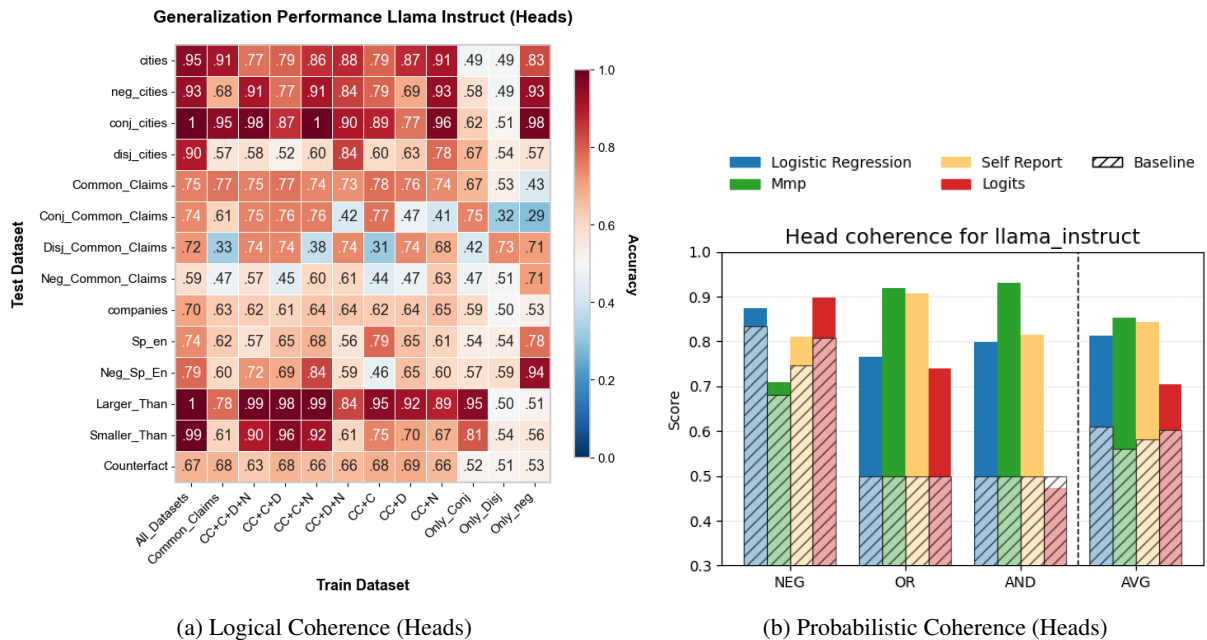 Generalization Performance Llama Instruct (Heads)
Test Dataset
cities .95 .91 .77 .79 .86 .88 .79 .87 .91 .49 .49 .83
neg_cities .93 .68 .91 .77 .91 .84 .79 .69 .93 .58 .49 .93
conj_cities 1 .95 .98 .87 1 .90 .89 .77 .96 .62 .51 .98
disj_cities .90 .57 .58 .52 .60 .84 .60 .63 .78 .67 .54 .57
Common_Claims .75 .77 .75 .77 .74 .73 .78 .76 .74 .67 .53 .43
Conj_Common_Claims .74 .61 .75 .76 .76 .42 .77 .47 .41 .75 .32 .29
Disj_Common_Claims .72 .33 .74 .74 .38 .74 .31 .74 .68 .42 .73 .71
Neg_Common_Claims .59 .47 .57 .45 .60 .61 .44 .47 .63 .47 .51 .71
companies .70 .63 .62 .61 .64 .64 .62 .64 .65 .59 .50 .53
Sp_en .74 .62 .57 .65 .68 .56 .79 .65 .61 .54 .54 .78
Neg_Sp_En .79 .60 .72 .69 .84 .59 .46 .65 .60 .57 .59 .94
Larger_Than 1 .78 .99 .98 .99 .84 .95 .92 .89 .95 .50 .51
Smaller_Than .99 .61 .90 .96 .92 .61 .75 .70 .67 .81 .54 .56
Counterfact .67 .68 .63 .68 .66 .66 .68 .69 .66 .52 .51 .53
All_Datasets Common_Claims CC+C+D+N CC+C+D CC+C+N CC+D+N CC+C CC+D CC+N Only_Conj Only_Disj Only_neg
Train Dataset
1.0
0.8
0.6
0.4
0.2
0.0
Accuracy
(a) Logical Coherence (Heads)
Logistic Regression Self Report Baseline
Mmp Logits
Head coherence for llama_instruct
Score
1.0
0.9
0.8
0.7
0.6
0.5
0.4
0.3
NEG OR AND AVG
(b) Probabilistic Coherence (Heads)